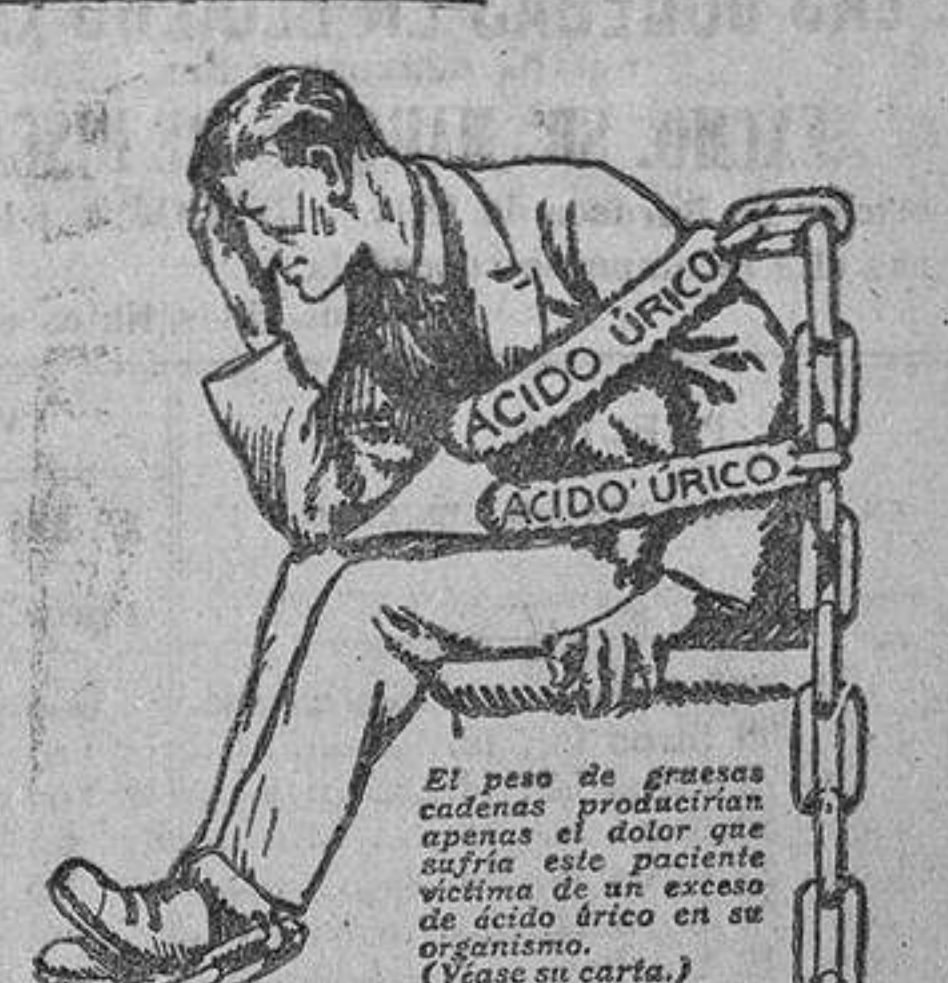 ÁCIDO ÚRICO
ACIDO ÚRICO
El peso de gruesas
cadenas producirían
apenas el dolor que
sufría este paciente
víctima de un exceso
de ácido úrico en su
organismo.
(Véase su carta.)